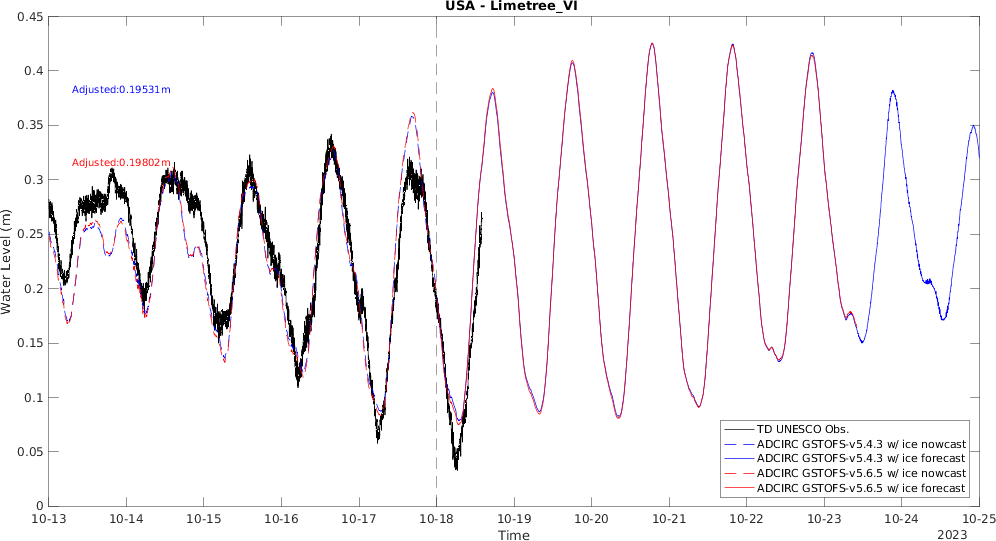 USA - Limetree_VI
0.45
0.4
0.35
0.3
0.25
0.2
0.15
0.1
0.05
0
Water Level (m)
Adjusted:0.19531m
Adjusted:0.19802m
TD UNESCO Obs.
ADCIRC GSTOFS-v5.4.3 w/ ice nowcast
ADCIRC GSTOFS-v5.4.3 w/ ice forecast
ADCIRC GSTOFS-v5.6.5 w/ ice nowcast
ADCIRC GSTOFS-v5.6.5 w/ ice forecast
10-13 10-14 10-15 10-16 10-17 10-18 10-19 10-20 10-21 10-22 10-23 10-24 10-25
Time
2023